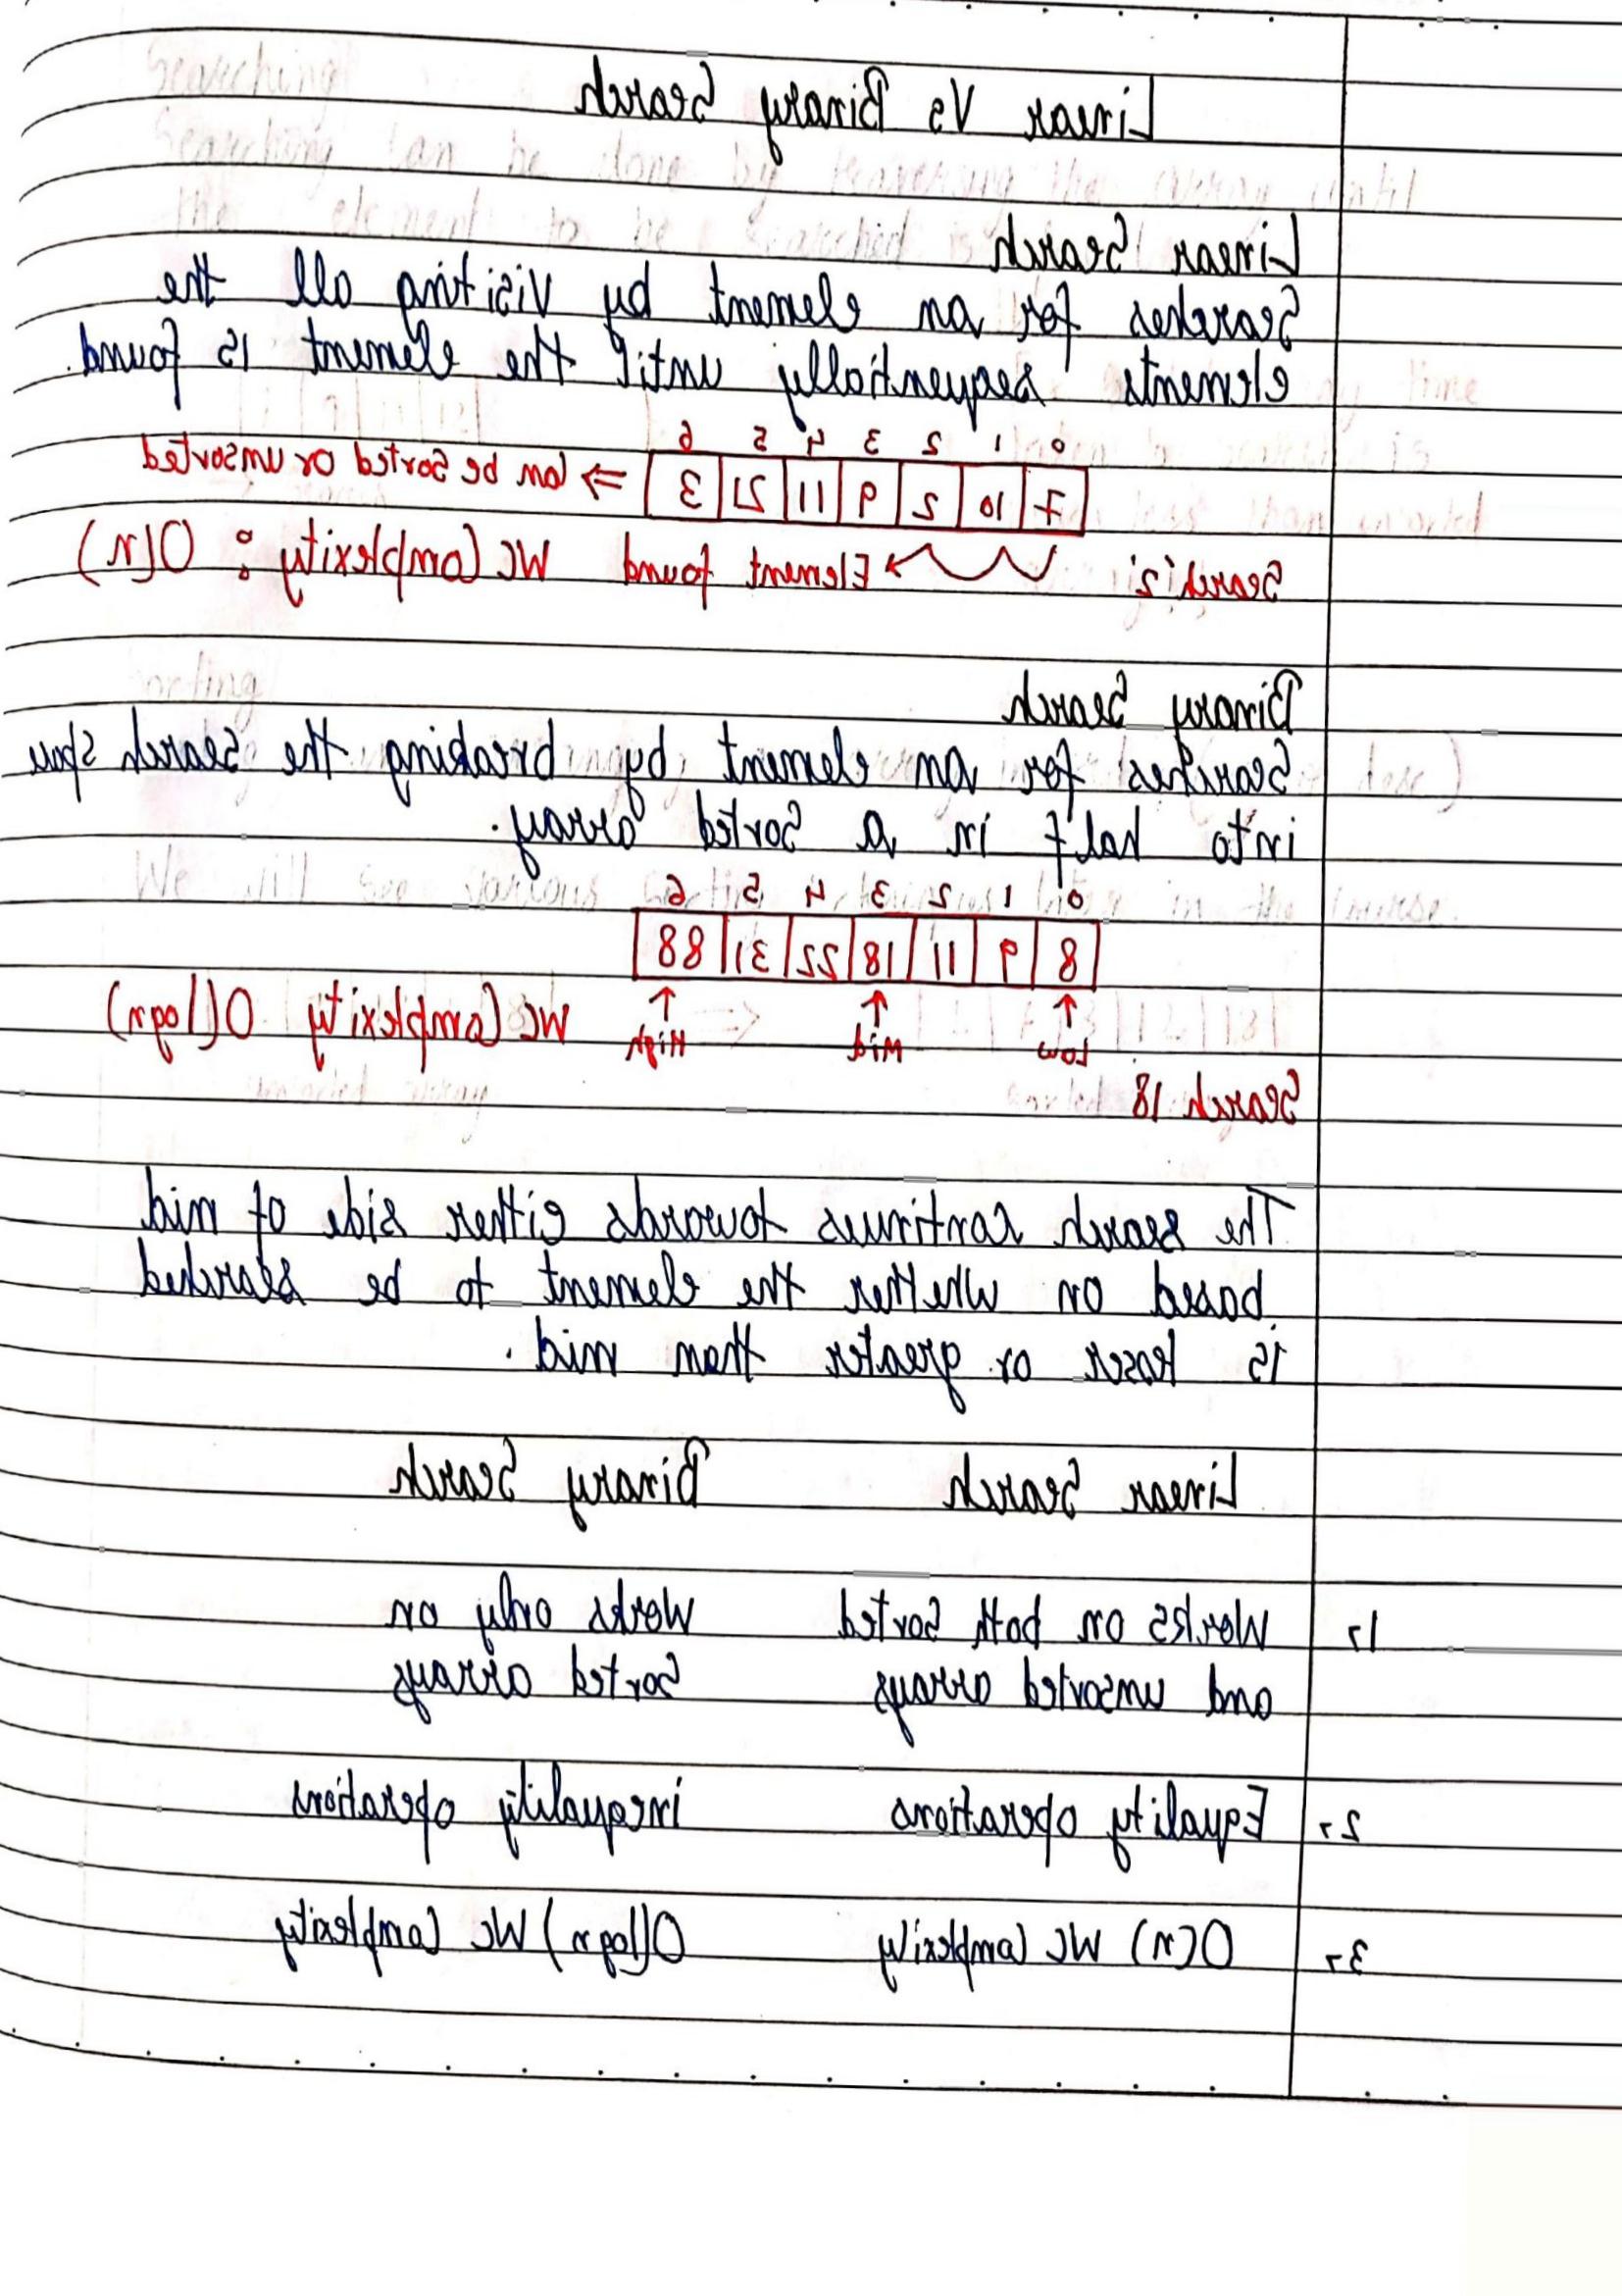 Linear Vs Binary Search
Linear Search
Searches for an element by visiting all the
elements sequentially until the element is found.
0 1 2 3 4 5 6
7 10 2 9 11 21 3 ⇒ Can be Sorted or unsorted
Search '2' Element found WC Complexity : O(n)
Binary Search
Searches for an element by breaking the search space
into half in a sorted array.
0 1 2 3 4 5 6
8 9 11 18 22 31 88
↑ ↑ ↑ WC Complexity O(logn)
Low Mid High
Search 18
The search continues towards either side of mid
based on whether the element to be searched
is lesser or greater than mid.
Linear Search Binary Search
1, Works on both Sorted Works only on
and unsorted arrays Sorted arrays
2, Equality operations inequality operations
3, O(n) WC Complexity O(logn) WC Complexity